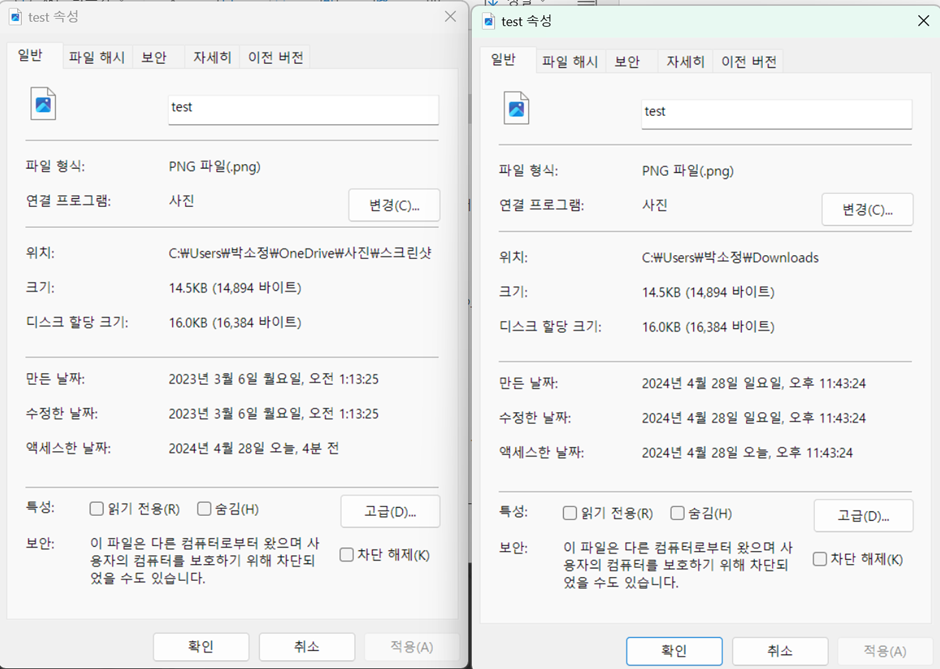 test 속성
일반 파일 해시 보안 자세히 이전 버전
test
파일 형식: PNG 파일(.png)
연결 프로그램: 사진 변경(C)...
위치: C:₩Users₩박소정₩OneDrive₩사진₩스크린샷
크기: 14.5KB (14,894 바이트)
디스크 할당 크기: 16.0KB (16,384 바이트)
만든 날짜: 2023년 3월 6일 월요일, 오전 1:13:25
수정한 날짜: 2023년 3월 6일 월요일, 오전 1:13:25
액세스한 날짜: 2024년 4월 28일 오늘, 4분 전
특성: 읽기 전용(R) 숨김(H) 고급(D)...
보안: 이 파일은 다른 컴퓨터로부터 왔으며 사
용자의 컴퓨터를 보호하기 위해 차단되
었을 수도 있습니다.
차단 해제(K)
확인 취소 적용(A)
test 속성
일반 파일 해시 보안 자세히 이전 버전
test
파일 형식: PNG 파일(.png)
연결 프로그램: 사진 변경(C)...
위치: C:₩Users₩박소정₩Downloads
크기: 14.5KB (14,894 바이트)
디스크 할당 크기: 16.0KB (16,384 바이트)
만든 날짜: 2024년 4월 28일 일요일, 오후 11:43:24
수정한 날짜: 2024년 4월 28일 일요일, 오후 11:43:24
액세스한 날짜: 2024년 4월 28일 오늘, 오후 11:43:24
특성: 읽기 전용(R) 숨김(H) 고급(D)...
보안: 이 파일은 다른 컴퓨터로부터 왔으며 사
용자의 컴퓨터를 보호하기 위해 차단되
었을 수도 있습니다.
차단 해제(K)
확인 취소 적용(A)